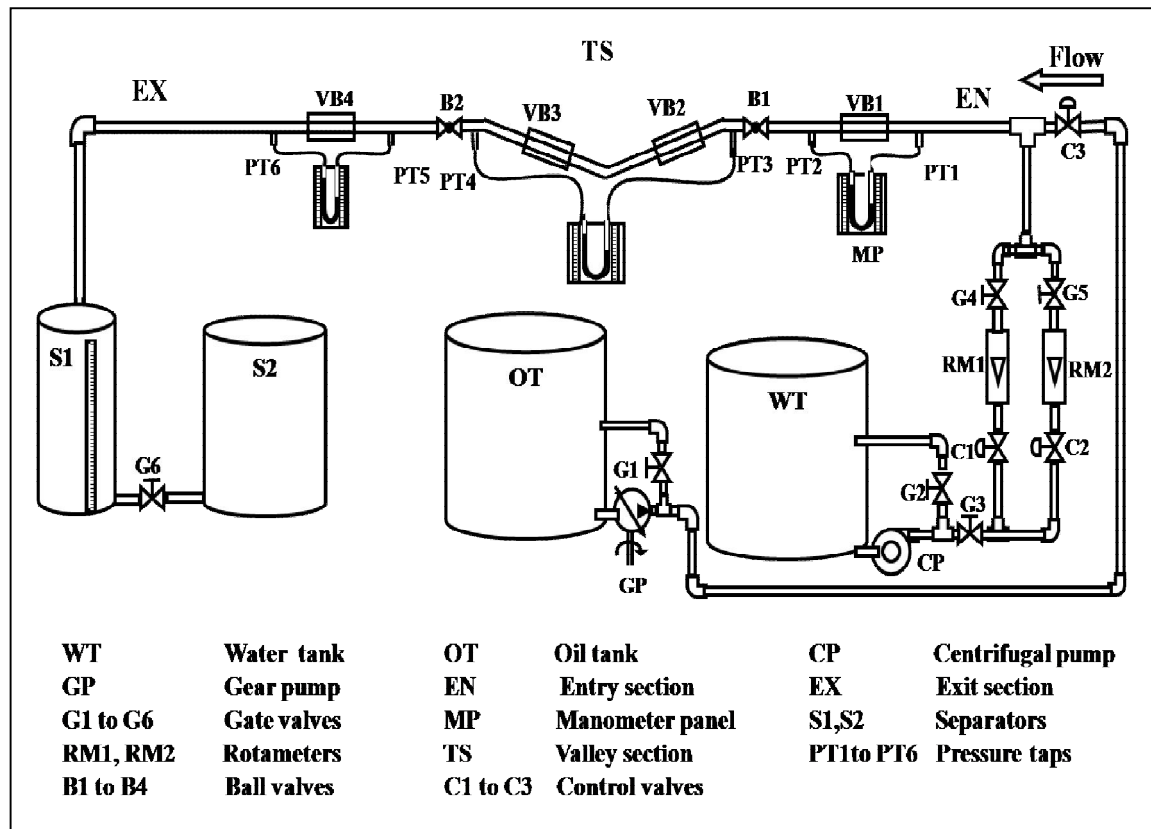 TS
Flow
EX
VB4
B2
VB3
VB2
B1
VB1
EN
C3
PT6
PT5
PT4
PT3
PT2
PT1
MP
G4
G5
S1
S2
OT
WT
RM1
RM2
G6
G1
G2
G3
C1
C2
GP
CP
WT Water tank OT Oil tank CP Centrifugal pump
GP Gear pump EN Entry section EX Exit section
G1 to G6 Gate valves MP Manometer panel S1,S2 Separators
RM1, RM2 Rotameters TS Valley section PT1to PT6 Pressure taps
B1 to B4 Ball valves C1 to C3 Control valves